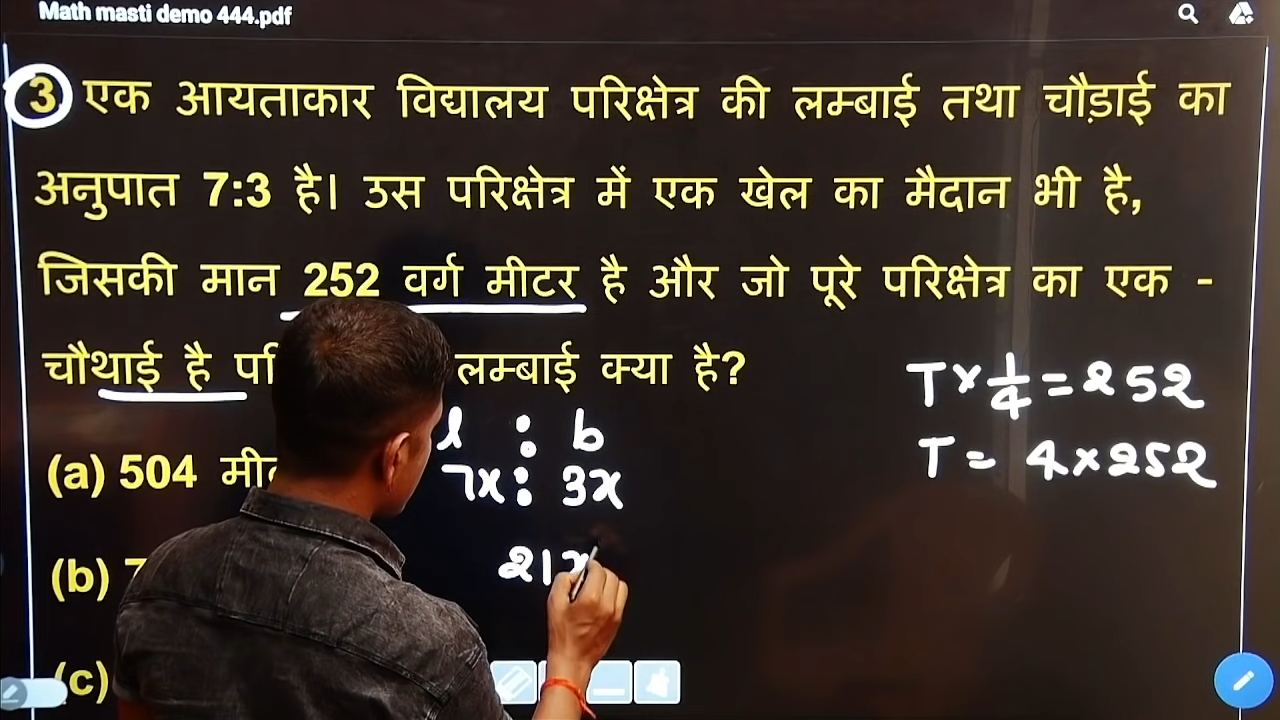 Math masti demo 444.pdf
3. एक आयताकार विद्यालय परिक्षेत्र की लम्बाई तथा चौड़ाई का
अनुपात 7:3 है। उस परिक्षेत्र में एक खेल का मैदान भी है,
जिसकी मान 252 वर्ग मीटर है और जो पूरे परिक्षेत्र का एक -
चौथाई है लम्बाई क्या है?
T × 1/4 = 252
T = 4 × 252
l : b
7x : 3x
21x
(a) 504
(b)
(c)